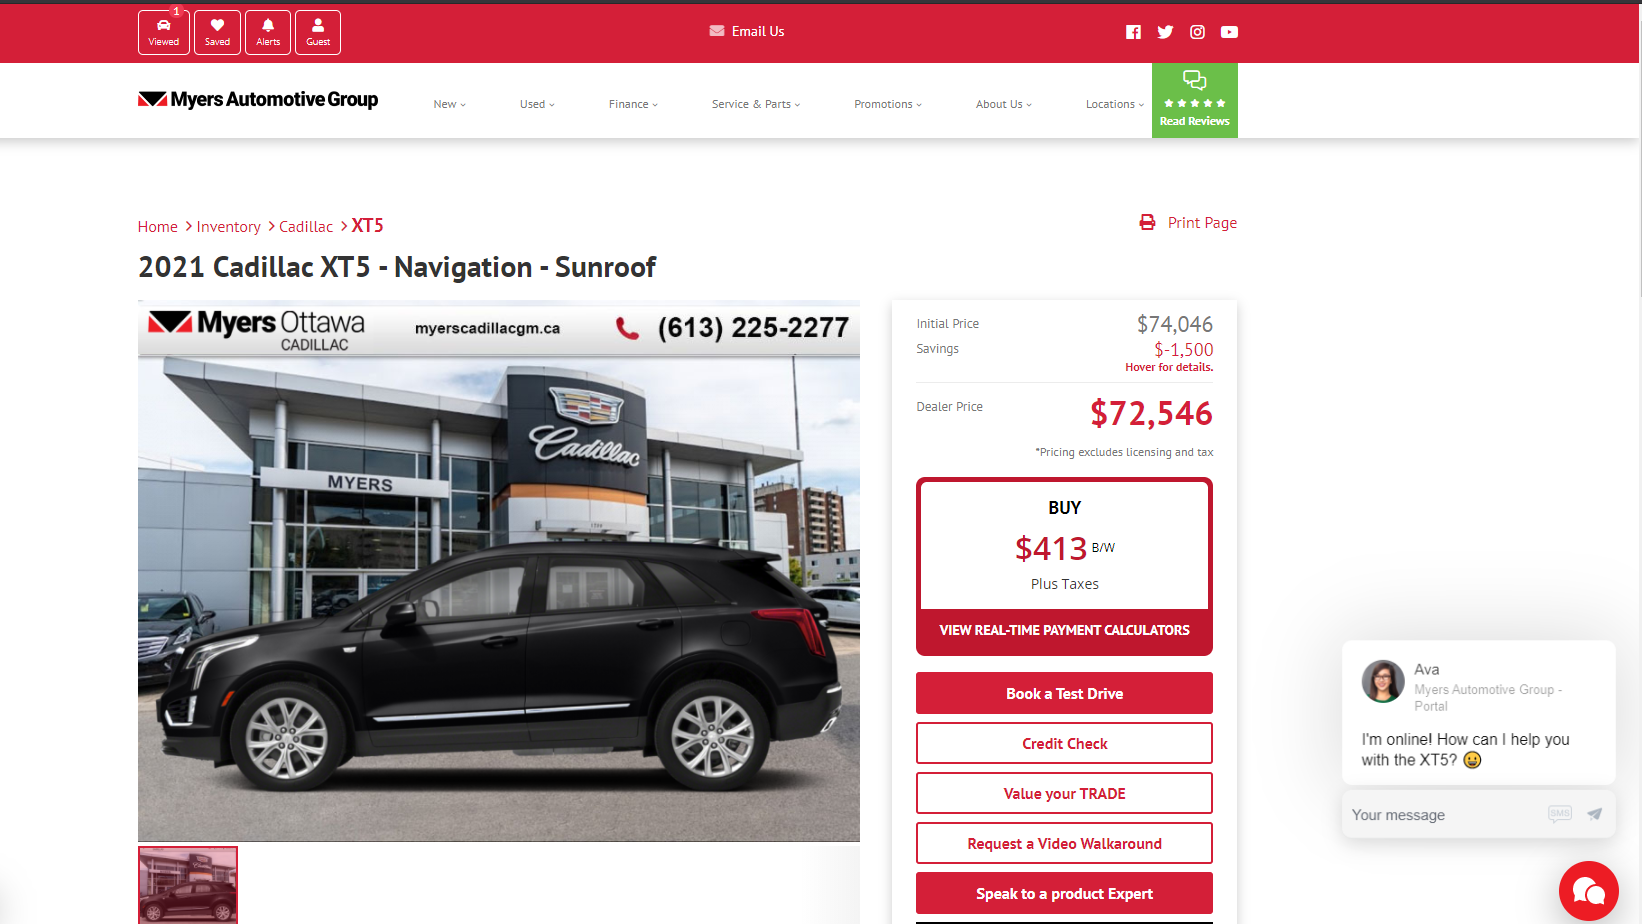 1
Viewed
Saved
Alerts
Guest
Email Us
Myers Automotive Group
New
Used
Finance
Service & Parts
Promotions
About Us
Locations
Read Reviews
Home > Inventory > Cadillac > XT5
Print Page
2021 Cadillac XT5 - Navigation - Sunroof
Myers Ottawa
CADILLAC
myerscadillacgm.ca
(613) 225-2277
Cadillac
MYERS
Initial Price
$74,046
Savings
$-1,500
Hover for details.
Dealer Price
$72,546
*Pricing excludes licensing and tax
BUY
$413 B/W
Plus Taxes
VIEW REAL-TIME PAYMENT CALCULATORS
Book a Test Drive
Credit Check
Value your TRADE
Request a Video Walkaround
Speak to a product Expert
Ava
Myers Automotive Group -
Portal
I'm online! How can I help you
with the XT5? 😀
Your message
SMS